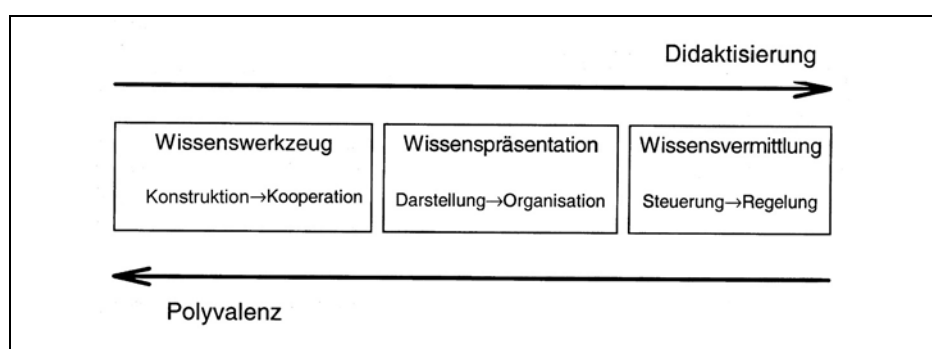 Didaktisierung
Wissenswerkzeug
Konstruktion→Kooperation
Wissenspräsentation
Darstellung→Organisation
Wissensvermittlung
Steuerung→Regelung
Polyvalenz